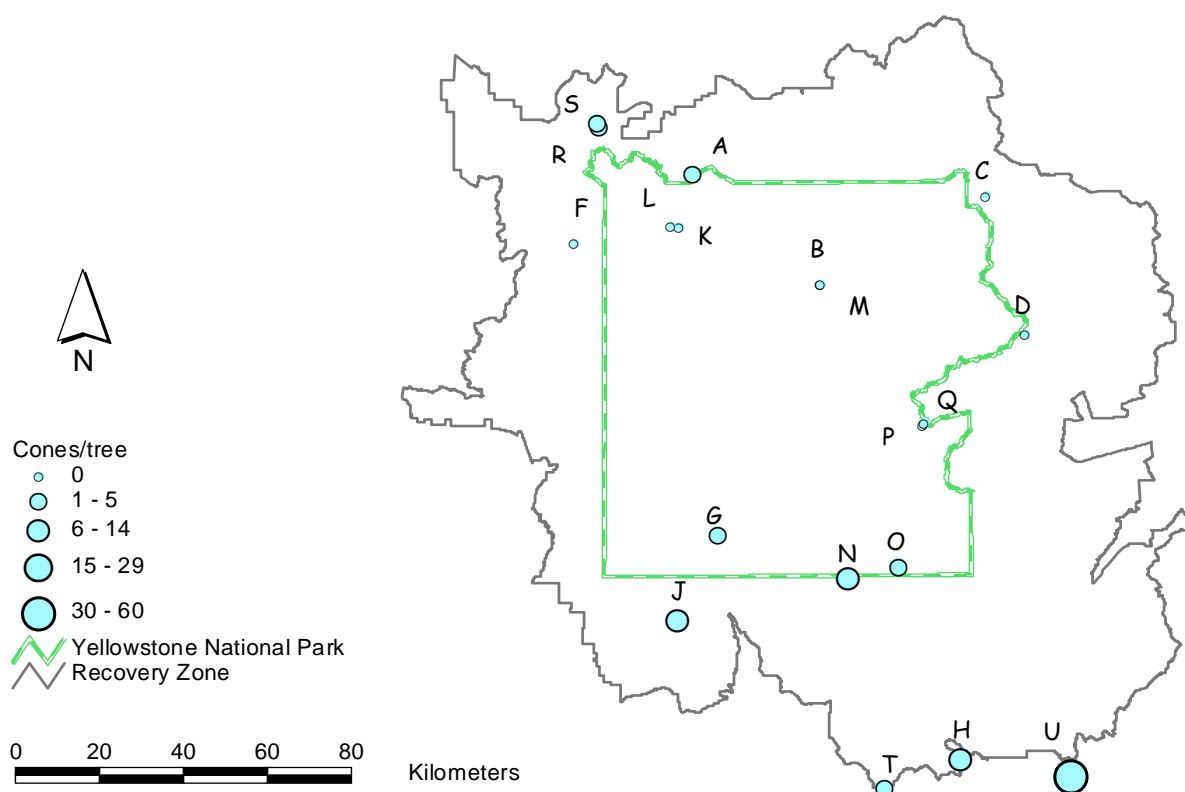 S
A
R
C
L
F
K
B
M
D
N
Q
P
Cones/tree
0
1 - 5
6 - 14
15 - 29
30 - 60
G
O
N
J
Yellowstone National Park
Recovery Zone
H
U
T
0 20 40 60 80
Kilometers